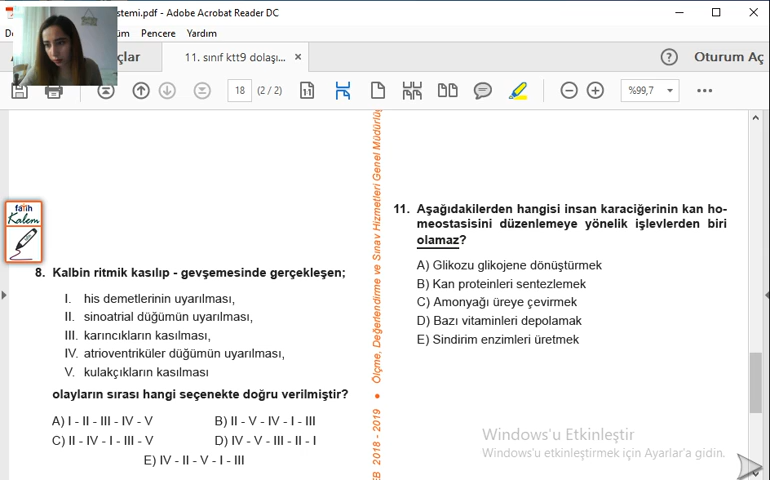 stemi.pdf - Adobe Acrobat Reader DC
üm Pencere Yardım
çlar
11. sınıf ktt9 dolaşı...
Oturum Aç
18 (2 / 2)
%99,7
fatih
Kalem
8. Kalbin ritmik kasılıp - gevşemesinde gerçekleşen;
I. his demetlerinin uyarılması,
II. sinoatrial düğümün uyarılması,
III. karıncıkların kasılması,
IV. atrioventriküler düğümün uyarılması,
V. kulakçıkların kasılması
olayların sırası hangi seçenekte doğru verilmiştir?
A) I - II - III - IV - V
B) II - V - IV - I - III
C) II - IV - I - III - V
D) IV - V - III - II - I
E) IV - II - V - I - III
EB 2018 - 2019 ● Ölçme, Değerlendirme ve Sınav Hizmetleri Genel Müdürlüğ
11. Aşağıdakilerden hangisi insan karaciğerinin kan ho-
meostasisini düzenlemeye yönelik işlevlerden biri
olamaz?
A) Glikozu glikojene dönüştürmek
B) Kan proteinleri sentezlemek
C) Amonyağı üreye çevirmek
D) Bazı vitaminleri depolamak
E) Sindirim enzimleri üretmek
Windows'u Etkinleştir
Windows'u etkinleştirmek için Ayarlar'a gidin.